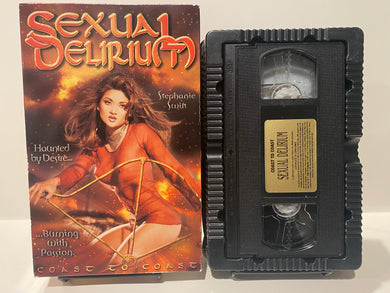 SEXUAL
DELIRIUM
Stephanie
Swift
Haunted
by Desire...
...Burning
with
Passion.
COAST TO COAST
COAST TO COAST
SEXUAL DELIRIUM